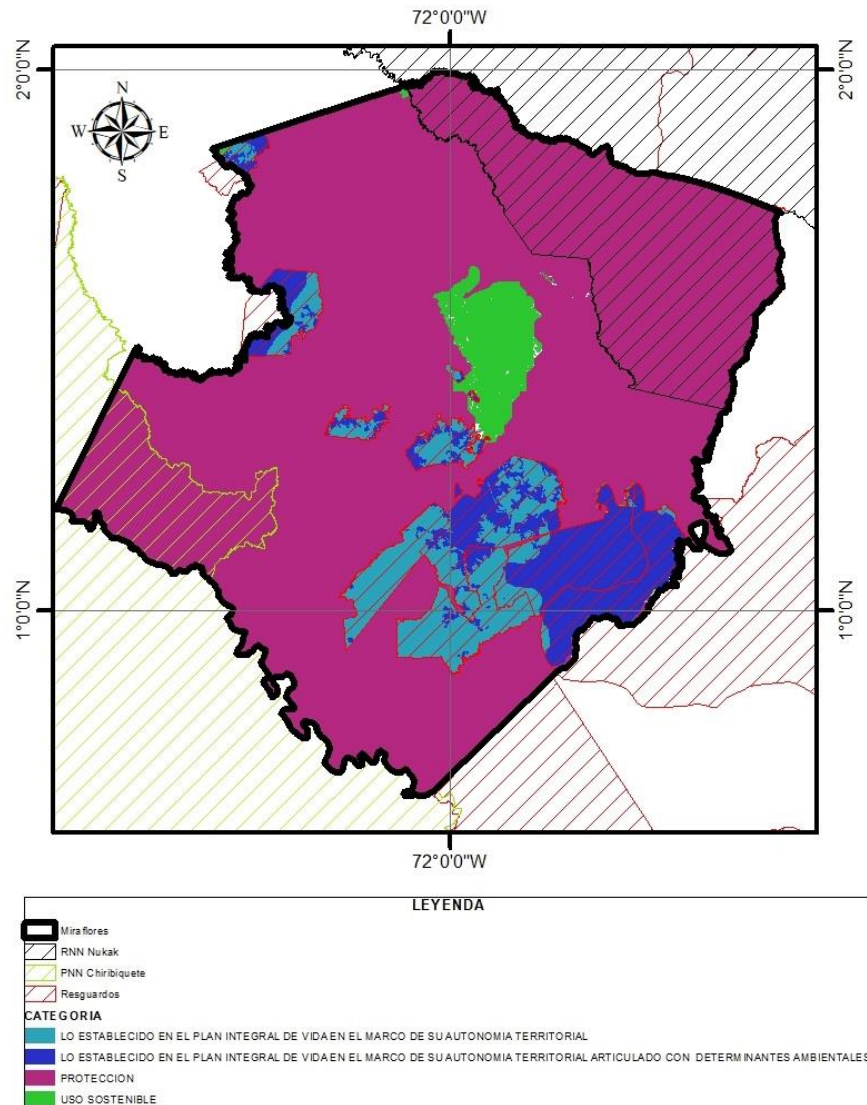 72°0'0"W
2°0'0"N
2°0'0"N
N
W E
S
1°0'0"N
1°0'0"N
72°0'0"W
LEYENDA
Miraflores
RNN Nukak
PNN Chiribiquete
Resguardos
CATEGORIA
LO ESTABLECIDO EN EL PLAN INTEGRAL DE VIDA EN EL MARCO DE SU AUTONOMIA TERRITORIAL
LO ESTABLECIDO EN EL PLAN INTEGRAL DE VIDA EN EL MARCO DE SU AUTONOMIA TERRITORIAL ARTICULADO CON DETERMINANTES AMBIENTALES
PROTECCION
USO SOSTENIBLE